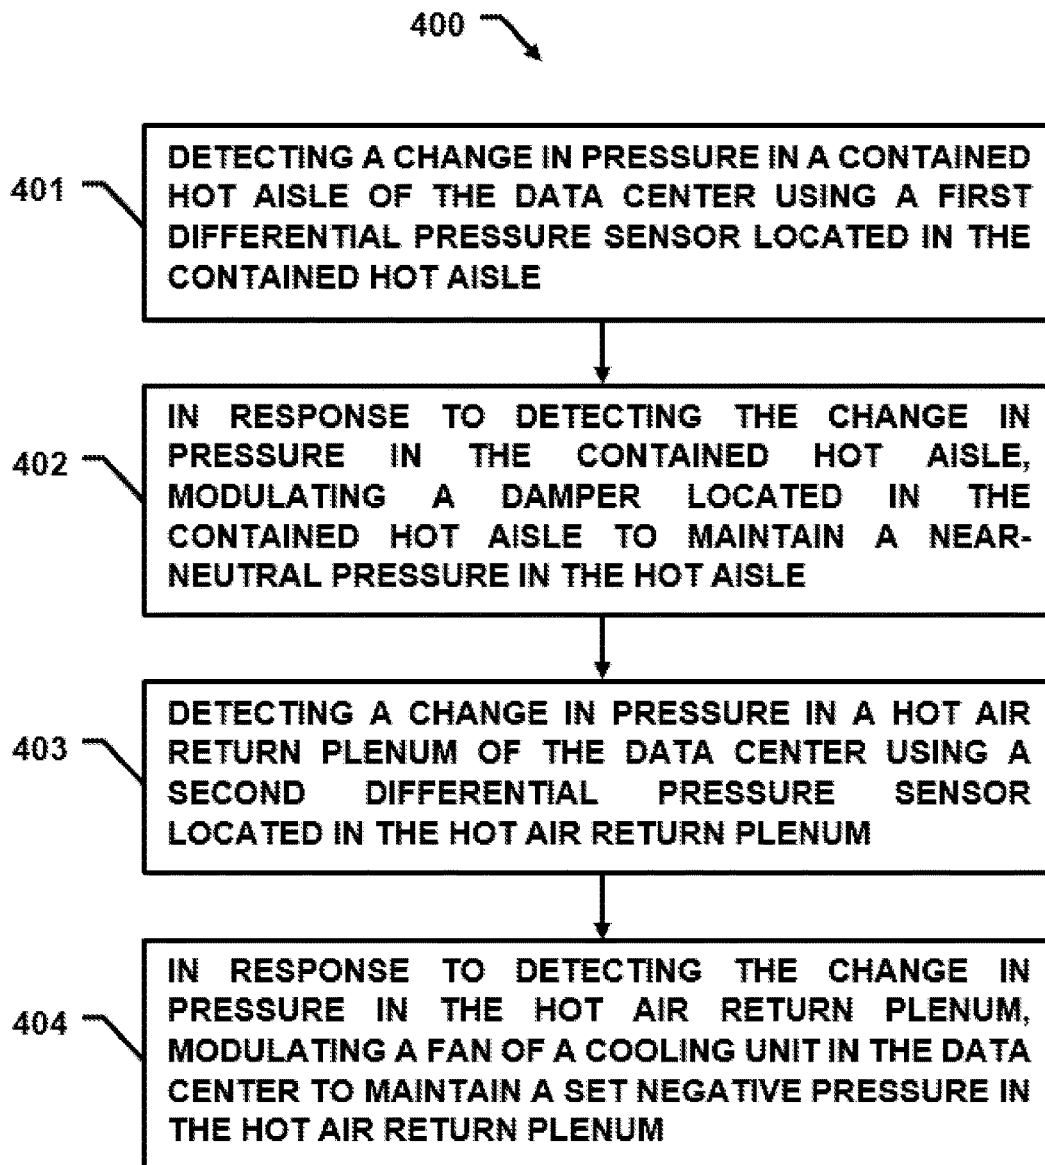 400
401
DETECTING A CHANGE IN PRESSURE IN A CONTAINED
HOT AISLE OF THE DATA CENTER USING A FIRST
DIFFERENTIAL PRESSURE SENSOR LOCATED IN THE
CONTAINED HOT AISLE
402
IN RESPONSE TO DETECTING THE CHANGE IN
PRESSURE IN THE CONTAINED HOT AISLE,
MODULATING A DAMPER LOCATED IN THE
CONTAINED HOT AISLE TO MAINTAIN A NEAR-
NEUTRAL PRESSURE IN THE HOT AISLE
403
DETECTING A CHANGE IN PRESSURE IN A HOT AIR
RETURN PLENUM OF THE DATA CENTER USING A
SECOND DIFFERENTIAL PRESSURE SENSOR
LOCATED IN THE HOT AIR RETURN PLENUM
404
IN RESPONSE TO DETECTING THE CHANGE IN
PRESSURE IN THE HOT AIR RETURN PLENUM,
MODULATING A FAN OF A COOLING UNIT IN THE DATA
CENTER TO MAINTAIN A SET NEGATIVE PRESSURE IN
THE HOT AIR RETURN PLENUM